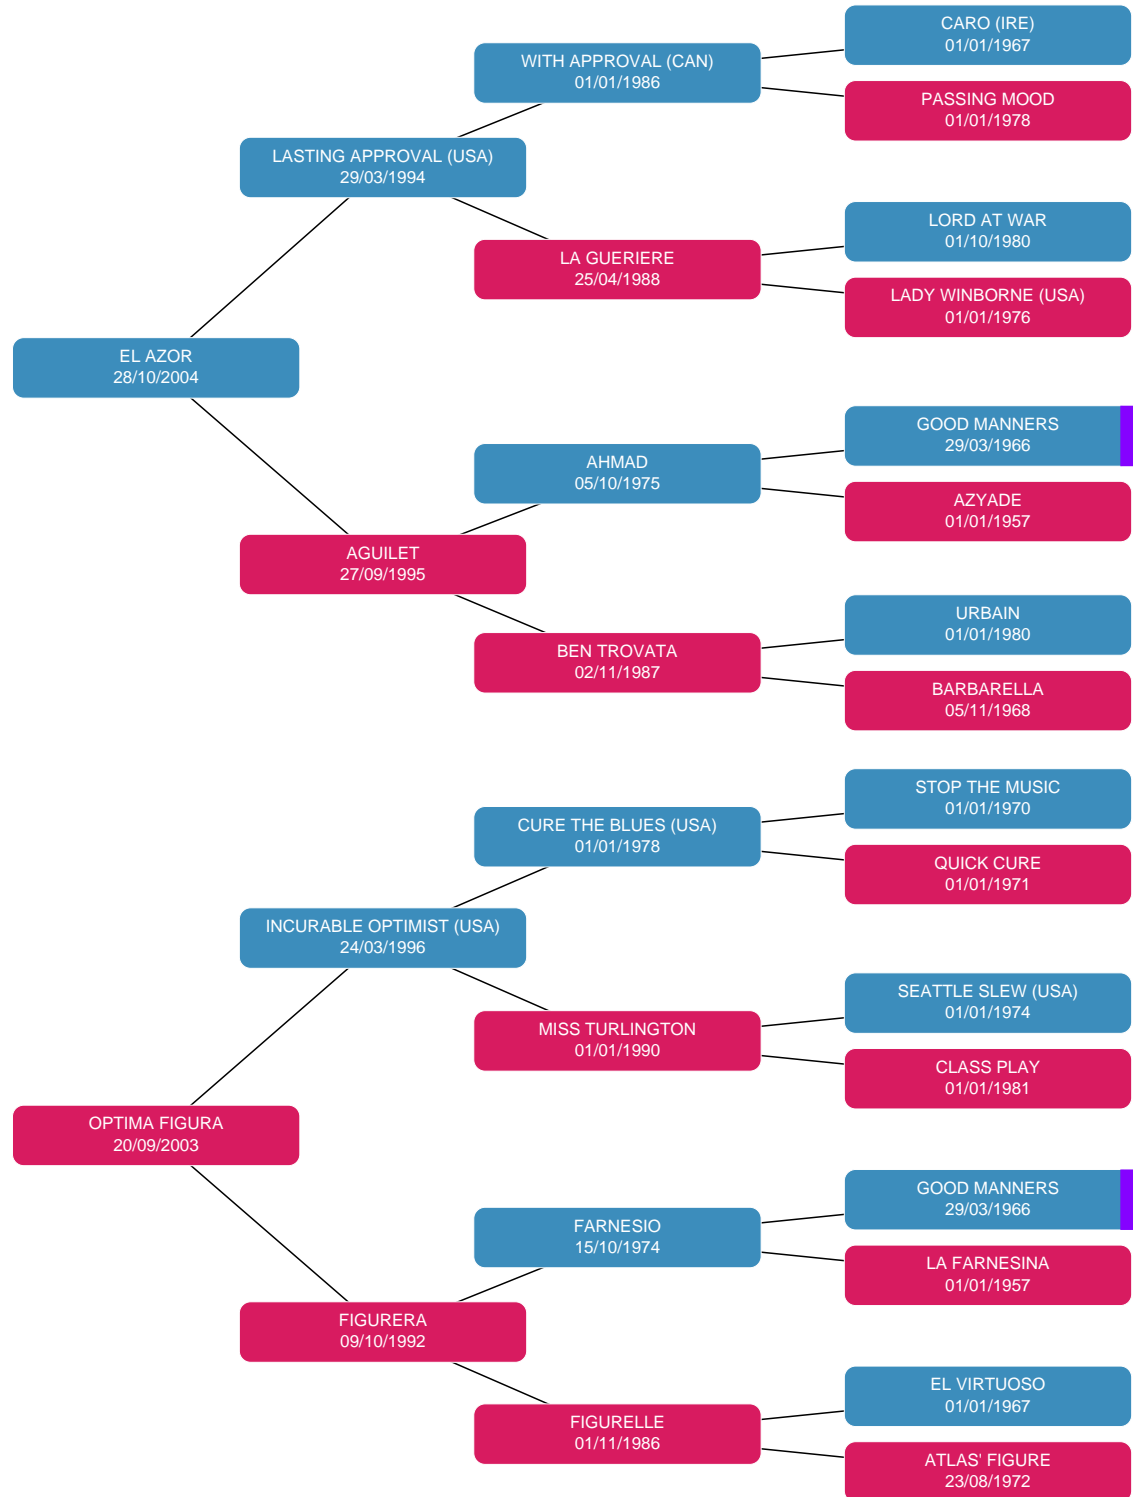 CARO (IRE)
01/01/1967
WITH APPROVAL (CAN)
01/01/1986
PASSING MOOD
01/01/1978
LASTING APPROVAL (USA)
29/03/1994
LORD AT WAR
01/10/1980
LA GUERIERE
25/04/1988
LADY WINBORNE (USA)
01/01/1976
EL AZOR
28/10/2004
GOOD MANNERS
29/03/1966
AHMAD
05/10/1975
AZYADE
01/01/1957
AGUILET
27/09/1995
URBAIN
01/01/1980
BEN TROVATA
02/11/1987
BARBARELLA
05/11/1968
STOP THE MUSIC
01/01/1970
CURE THE BLUES (USA)
01/01/1978
QUICK CURE
01/01/1971
INCURABLE OPTIMIST (USA)
24/03/1996
SEATTLE SLEW (USA)
01/01/1974
MISS TURLINGTON
01/01/1990
CLASS PLAY
01/01/1981
OPTIMA FIGURA
20/09/2003
GOOD MANNERS
29/03/1966
FARNESIO
15/10/1974
LA FARNESINA
01/01/1957
FIGURERA
09/10/1992
EL VIRTUOSO
01/01/1967
FIGURELLE
01/11/1986
ATLAS' FIGURE
23/08/1972